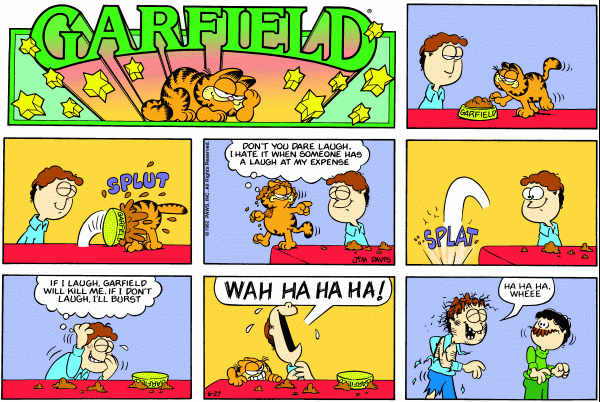 GARFIELD
®
GARFIELD
SPLUT
GARFIELD
© 1982 PAWS, INC. All Rights Reserved.
DON'T YOU DARE LAUGH.
I HATE IT WHEN SOMEONE HAS
A LAUGH AT MY EXPENSE
JIM DAVIS
SPLAT
IF I LAUGH, GARFIELD
WILL KILL ME. IF I DON'T
LAUGH, I'LL BURST
WAH HA HA HA!
6-27
HA HA HA,
WHEEE